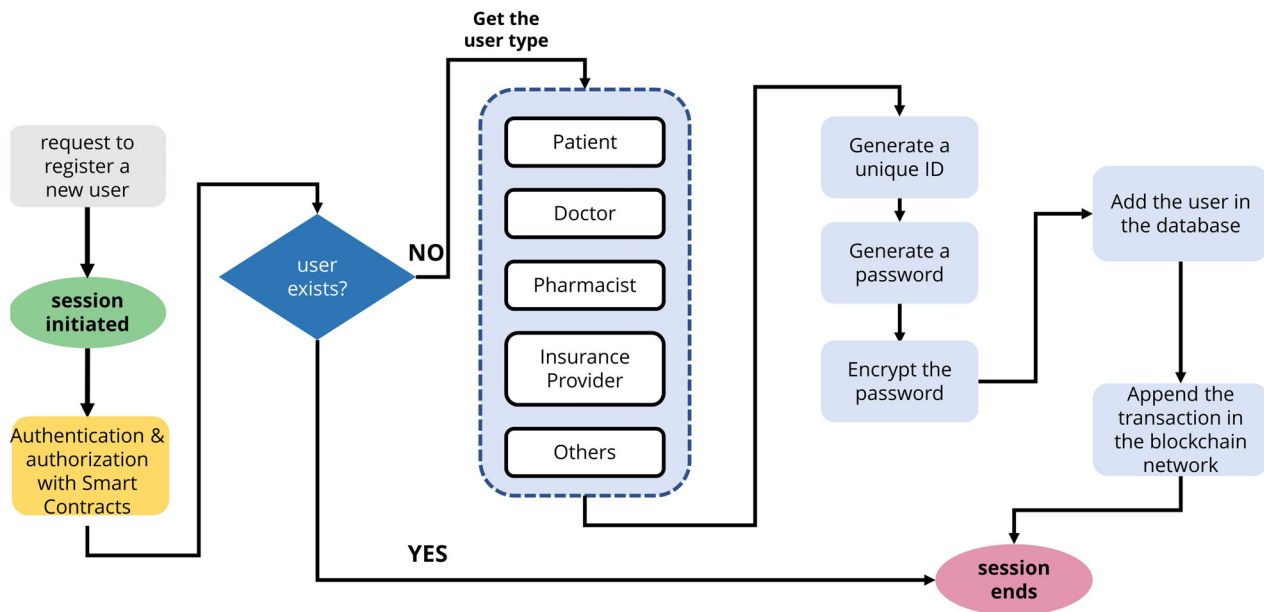 request to
register a
new user
session
initiated
Authentication &
authorization
with Smart
Contracts
user
exists?
NO
YES
Get the
user type
Patient
Doctor
Pharmacist
Insurance
Provider
Others
Generate a
unique ID
Generate a
password
Encrypt the
password
Add the user in
the database
Append the
transaction in
the blockchain
network
session
ends